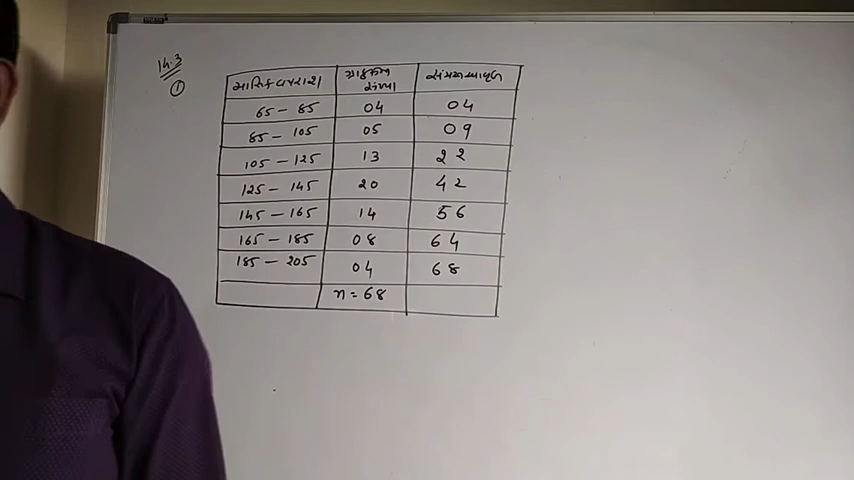 14.3
①
માસિક વપરાશ ગ્રાહકની સંખ્યા સંચયી આવૃત્તિ
65 - 85 04 04
85 - 105 05 09
105 - 125 13 22
125 - 145 20 42
145 - 165 14 56
165 - 185 08 64
185 - 205 04 68
n = 68